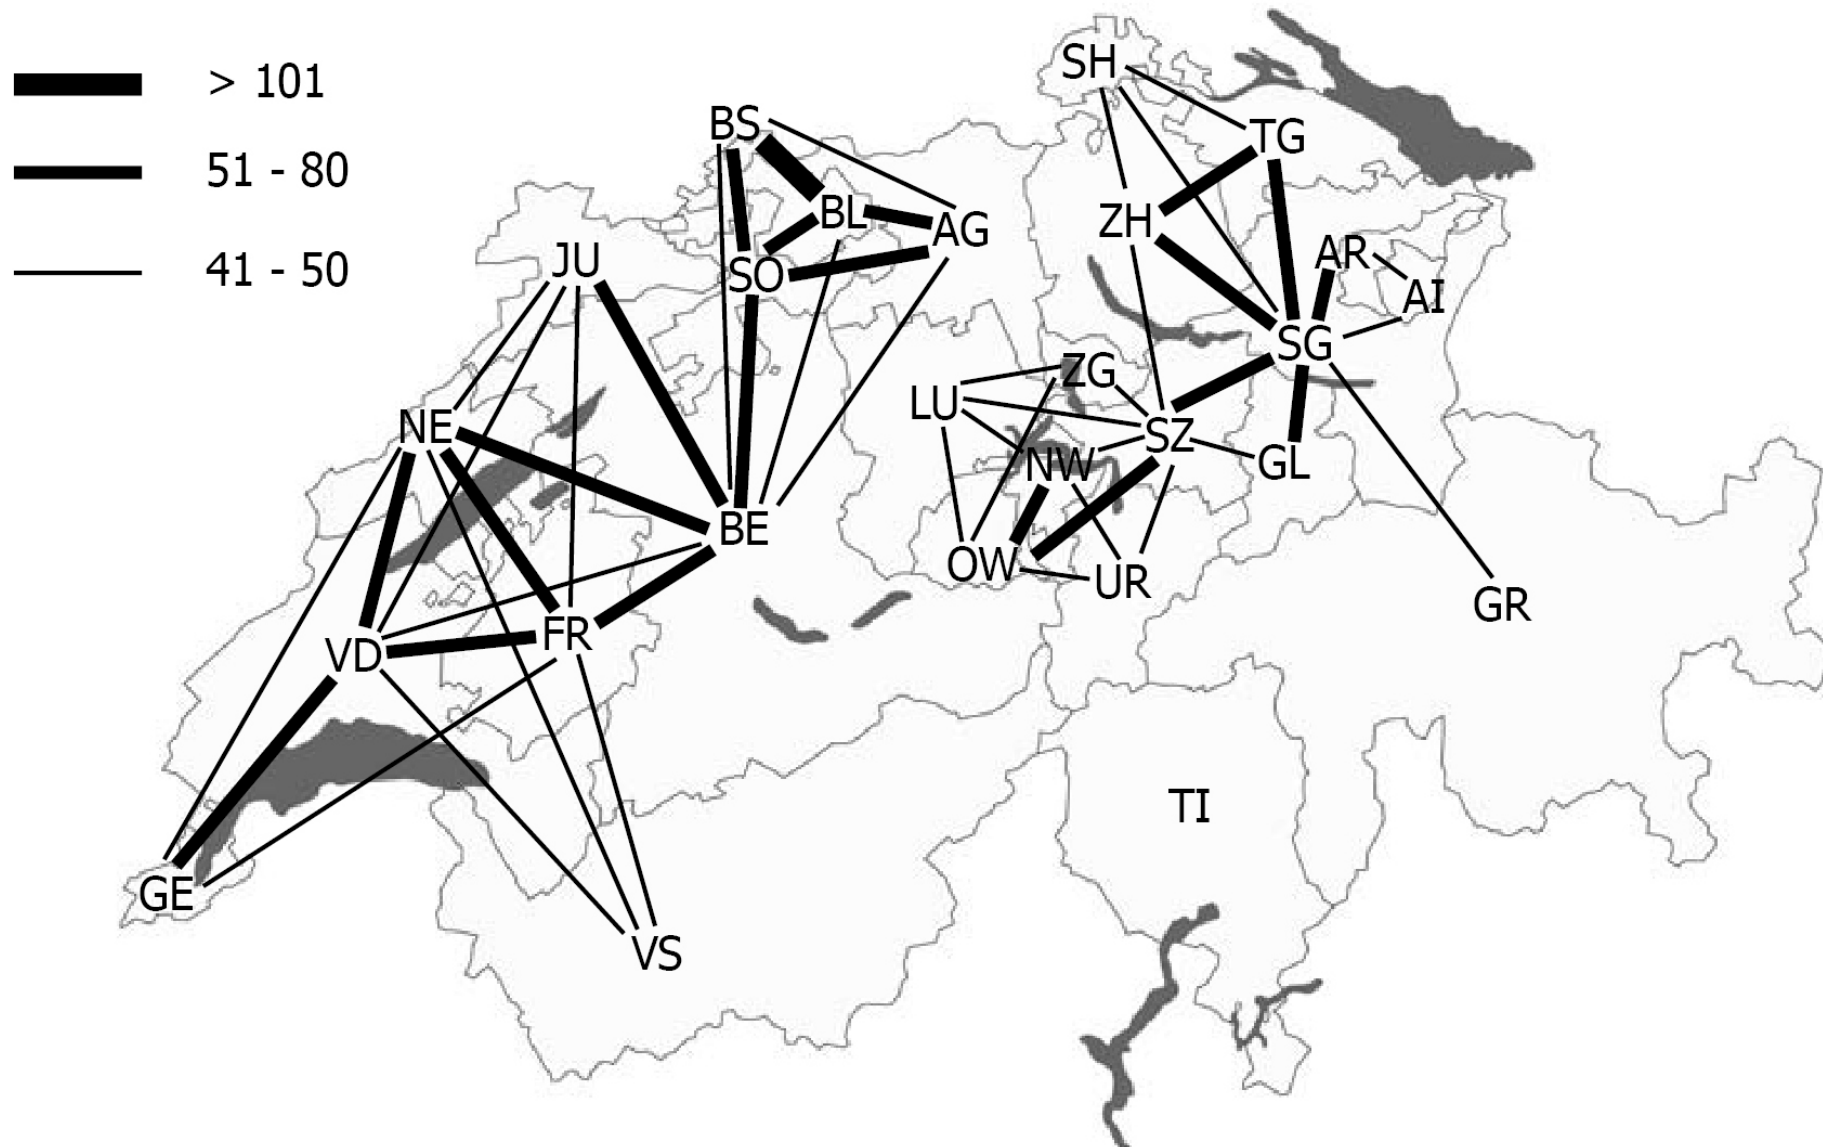 > 101
51 - 80
41 - 50
SH
BS
TG
BL
ZH
AG
AR
JU
SO
AI
SG
ZG
LU
NE
SZ
NW
GL
BE
OW
UR
GR
FR
VD
TI
GE
VS